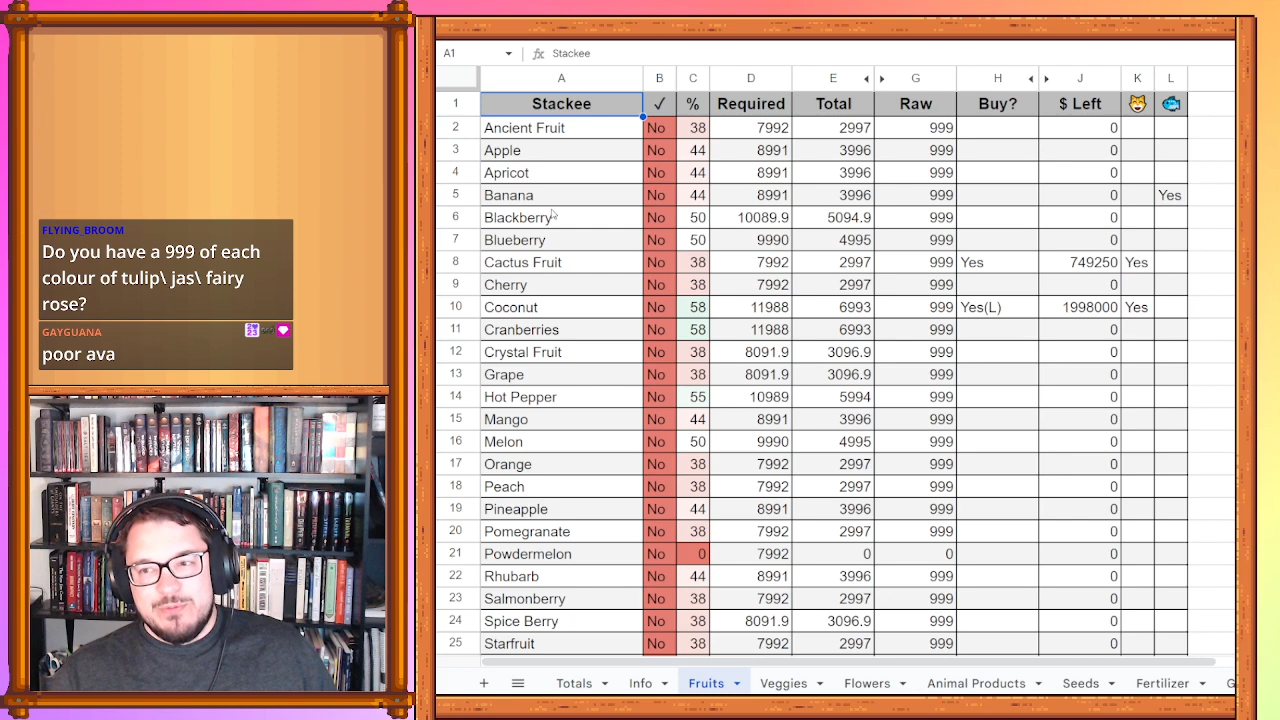 FLYING_BROOM
Do you have a 999 of each
colour of tulip\ jas\ fairy
rose?
GAYGUANA
poor ava
A1 fx Stackee
A B C D E G H J K L
1 Stackee ✓ % Required Total Raw Buy? $ Left
2 Ancient Fruit No 38 7992 2997 999 0
3 Apple No 44 8991 3996 999 0
4 Apricot No 44 8991 3996 999 0
5 Banana No 44 8991 3996 999 0 Yes
6 Blackberry No 50 10089.9 5094.9 999 0
7 Blueberry No 50 9990 4995 999 0
8 Cactus Fruit No 38 7992 2997 999 Yes 749250 Yes
9 Cherry No 38 7992 2997 999 0
10 Coconut No 58 11988 6993 999 Yes(L) 1998000 Yes
11 Cranberries No 58 11988 6993 999 0
12 Crystal Fruit No 38 8091.9 3096.9 999 0
13 Grape No 38 8091.9 3096.9 999 0
14 Hot Pepper No 55 10989 5994 999 0
15 Mango No 44 8991 3996 999 0
16 Melon No 50 9990 4995 999 0
17 Orange No 38 7992 2997 999 0
18 Peach No 38 7992 2997 999 0
19 Pineapple No 44 8991 3996 999 0
20 Pomegranate No 38 7992 2997 999 0
21 Powdermelon No 0 7992 0 0 0
22 Rhubarb No 44 8991 3996 999 0
23 Salmonberry No 38 7992 2997 999 0
24 Spice Berry No 38 8091.9 3096.9 999 0
25 Starfruit No 38 7992 2997 999 0
+ Totals Info Fruits Veggies Flowers Animal Products Seeds Fertilizer